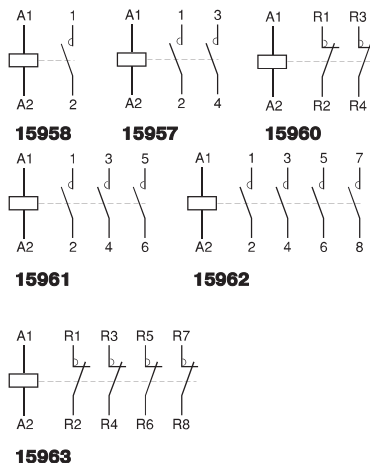 A1 1 A1 1 3 A1 R1 R3
A2 2 A2 2 4 A2 R2 R4
15958 15957 15960
A1 1 3 5 A1 1 3 5 7
A2 2 4 6 A2 2 4 6 8
15961 15962
A1 R1 R3 R5 R7
A2 R2 R4 R6 R8
15963